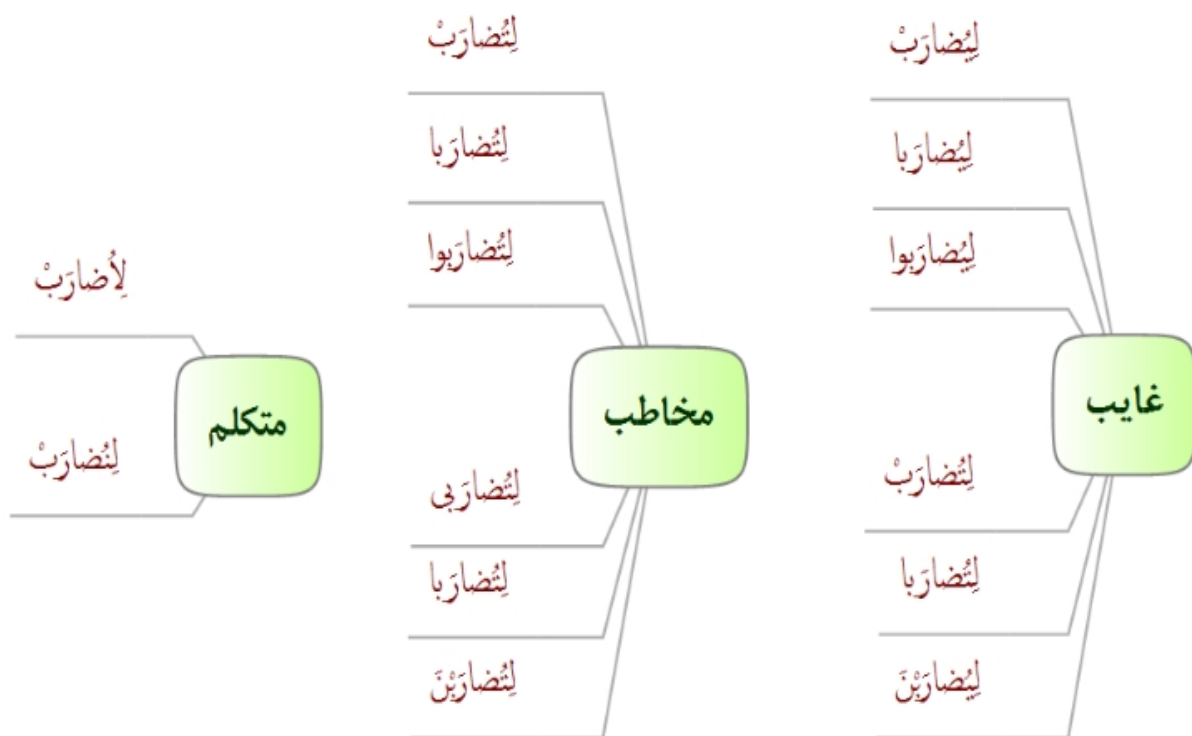 غایب
لِیُضارَبْ
لِیُضارَبا
لِیُضارَبوا
لِتُضارَبْ
لِتُضارَبا
لِیُضارَبْنَ
مخاطب
لِتُضارَبْ
لِتُضارَبا
لِتُضارَبوا
لِتُضارَبی
لِتُضارَبا
لِتُضارَبْنَ
متکلم
لِأُضارَبْ
لِنُضارَبْ